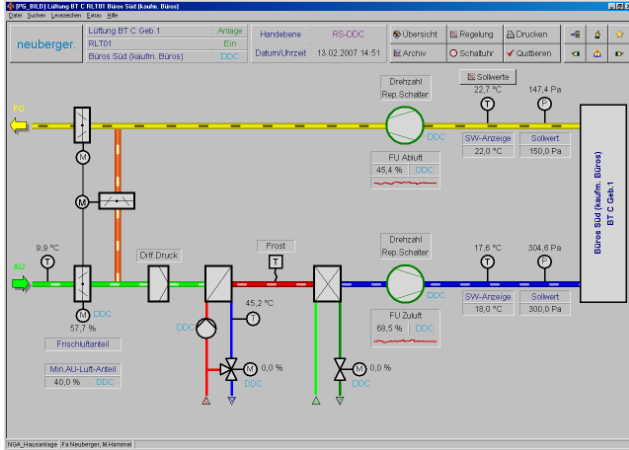 [PG_BILD] Lüftung BT C RLT01 Büros Süd (kaufm. Büros)
Datei Suchen Lesezeichen Extras Hilfe
neuberger.
Lüftung BT C Geb.1 Anlage
RLT01 Ein
Büros Süd (kaufm. Büros) DDC
Handebene RS-DDC
Datum/Uhrzeit 13.02.2007 14:51
Übersicht Regelung Drucken
Archiv Schaltuhr Quittieren
Sollwerte
Drehzahl
Rep.Schalter
22,7 °C 147,4 Pa
T P
FO
DDC
SW-Anzeige Sollwert
22,0 °C 150,0 Pa
FU Abluft
45,4 % DDC
M
M
Büros Süd (kaufm. Büros)
BT C Geb.1
9,9 °C
T
AU
Diff.Druck
Frost
T
Drehzahl
Rep.Schalter
17,6 °C 304,6 Pa
T P
DDC
SW-Anzeige Sollwert
18,0 °C 300,0 Pa
FU Zuluft
68,5 % DDC
M DDC
57,7 %
Frischluftanteil
Min.AU-Luft-Anteil
40,0 % DDC
45,2 °C
T
DDC
M 0,0 %
DDC
M 0,0 %
DDC
NGA_Hausanlage Fa Neuberger, M.Hammel